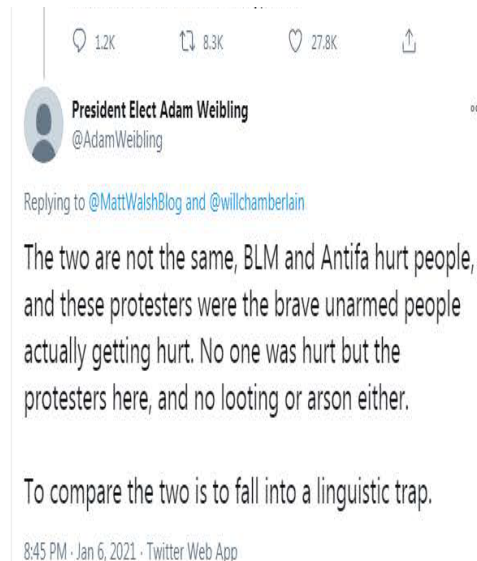 1.2K 8.3K 27.8K
President Elect Adam Weibling
@AdamWeibling
Replying to @MattWalshBlog and @willchamberlain
The two are not the same, BLM and Antifa hurt people,
and these protesters were the brave unarmed people
actually getting hurt. No one was hurt but the
protesters here, and no looting or arson either.
To compare the two is to fall into a linguistic trap.
8:45 PM · Jan 6, 2021 · Twitter Web App